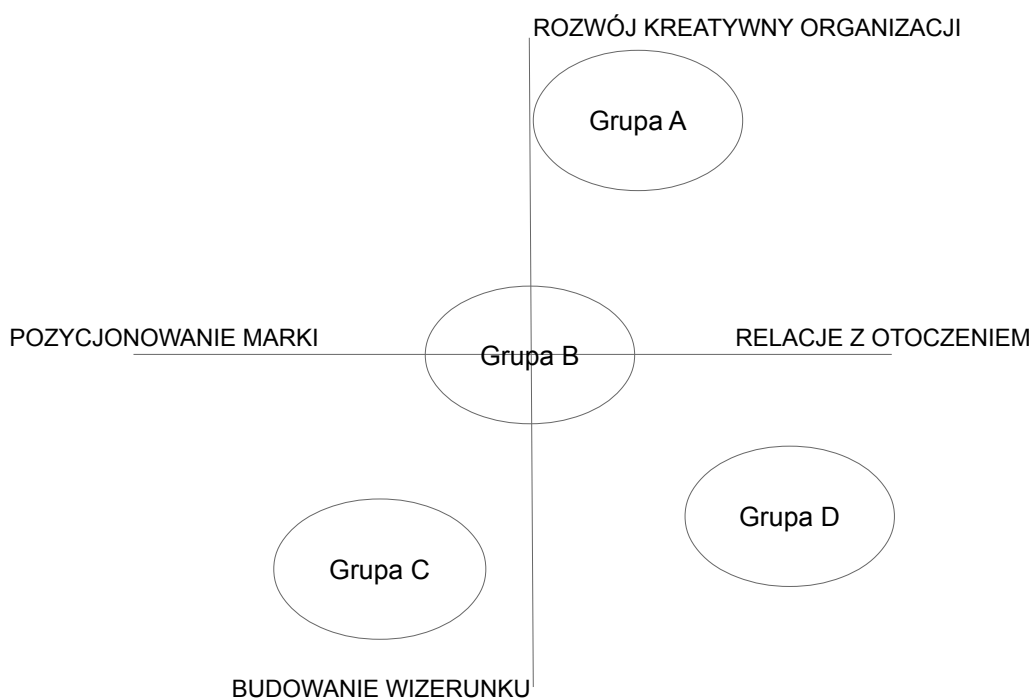 ROZWÓJ KREATYWNY ORGANIZACJI
Grupa A
POZYCJONOWANIE MARKI
RELACJE Z OTOCZENIEM
Grupa B
Grupa D
Grupa C
BUDOWANIE WIZERUNKU